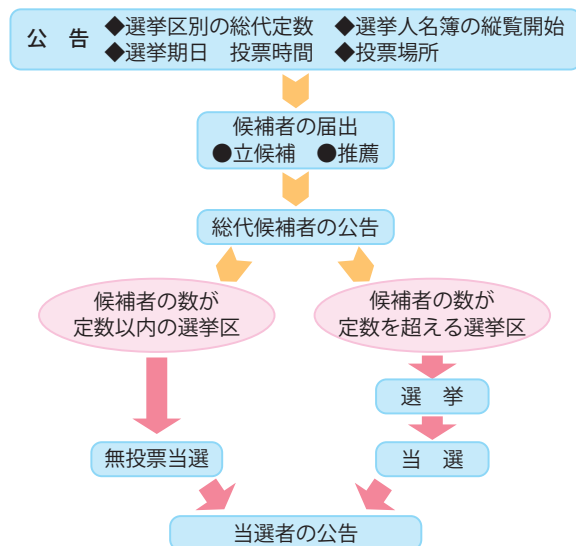 公　告　◆選挙区別の総代定数　◆選挙人名簿の縦覧開始
◆選挙期日　投票時間　◆投票場所
候補者の届出
●立候補　●推薦
総代候補者の公告
候補者の数が
定数以内の選挙区
候補者の数が
定数を超える選挙区
選　挙
無投票当選
当　選
当選者の公告